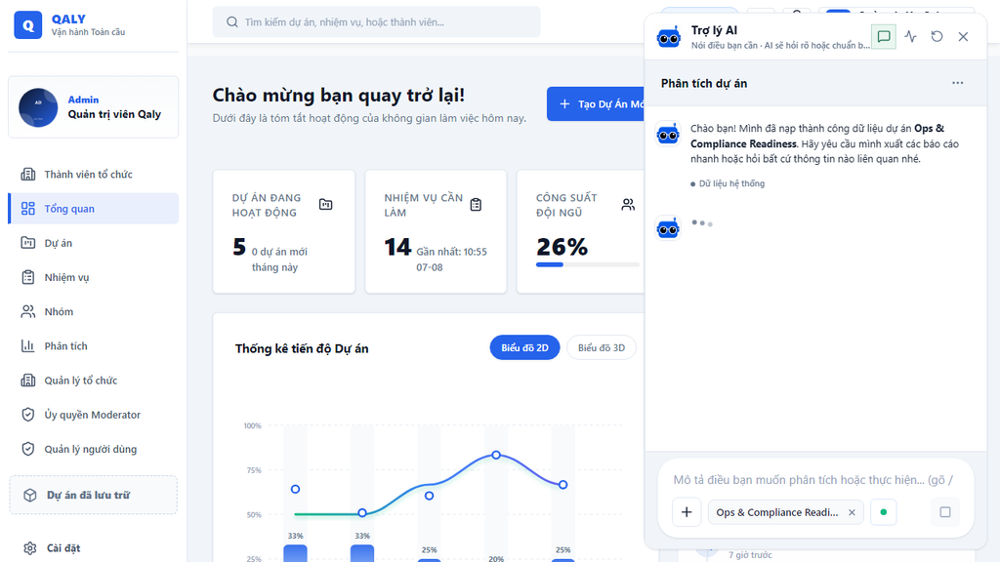 QALY
Vận hành Toàn cầu
Admin
Quản trị viên Qaly
Thành viên tổ chức
Tổng quan
Dự án
Nhiệm vụ
Nhóm
Phân tích
Quản lý tổ chức
Ủy quyền Moderator
Quản lý người dùng
Dự án đã lưu trữ
Cài đặt
Tìm kiếm dự án, nhiệm vụ, hoặc thành viên...
Chào mừng bạn quay trở lại!
Dưới đây là tóm tắt hoạt động của không gian làm việc hôm nay.
+ Tạo Dự Án Mớ
DỰ ÁN ĐANG
HOẠT ĐỘNG
5 0 dự án mới
tháng này
NHIỆM VỤ CẦN
LÀM
14 Gần nhất: 10:55
07-08
CÔNG SUẤT
ĐỘI NGŨ
26%
Thống kê tiến độ Dự án
Biểu đồ 2D
Biểu đồ 3D
100%
75%
50%
25%
33%
33%
25%
20%
25%
Trợ lý AI
Nói điều bạn cần · AI sẽ hỏi rõ hoặc chuẩn b...
Phân tích dự án
Chào bạn! Mình đã nạp thành công dữ liệu dự án Ops &
Compliance Readiness. Hãy yêu cầu mình xuất các báo cáo
nhanh hoặc hỏi bất cứ thông tin nào liên quan nhé.
Dữ liệu hệ thống
Mô tả điều bạn muốn phân tích hoặc thực hiện... (gõ /
Ops & Compliance Readi...
7 giờ trước